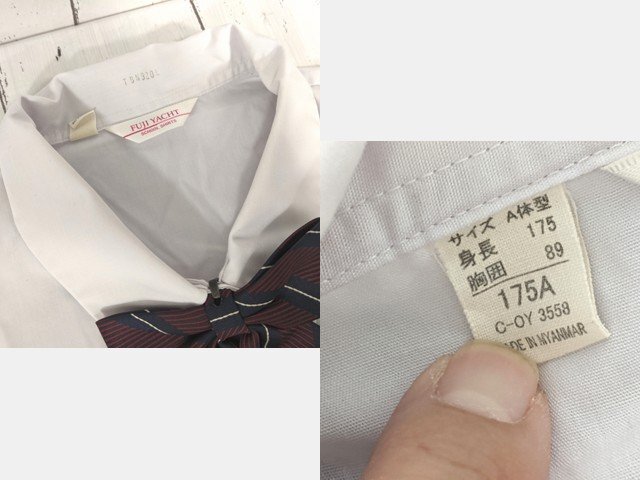 FUJI YACHT
SCHOOL SHIRTS
サイズ A体型
身長 175
胸囲 89
175A
C-OY 3558
MADE IN MYANMAR